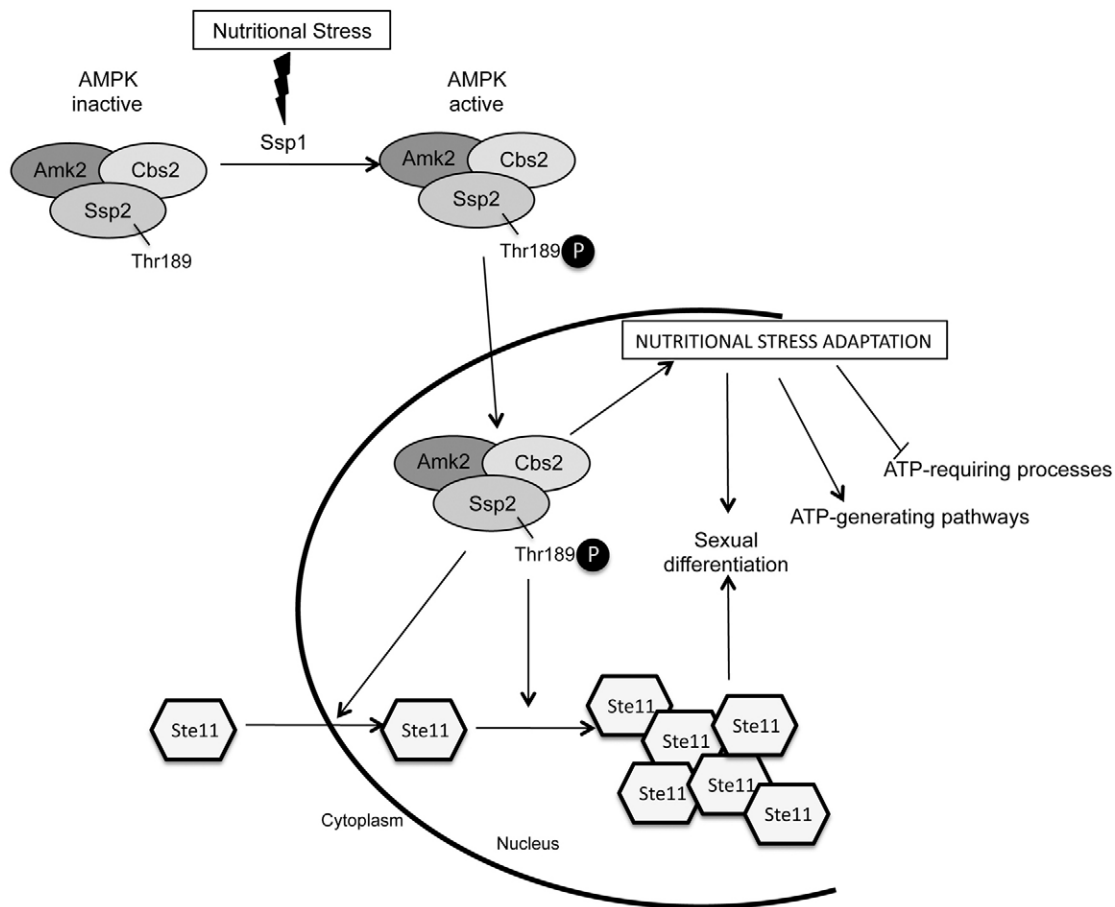 Nutritional Stress
AMPK
inactive
AMPK
active
Ssp1
Amk2
Cbs2
Ssp2
Thr189
Amk2
Cbs2
Ssp2
Thr189 P
NUTRITIONAL STRESS ADAPTATION
Amk2
Cbs2
Ssp2
Thr189 P
ATP-requiring processes
ATP-generating pathways
Sexual
differentiation
Ste11
Ste11
Ste11
Ste11
Ste11
Ste11
Ste11
Ste11
Cytoplasm
Nucleus